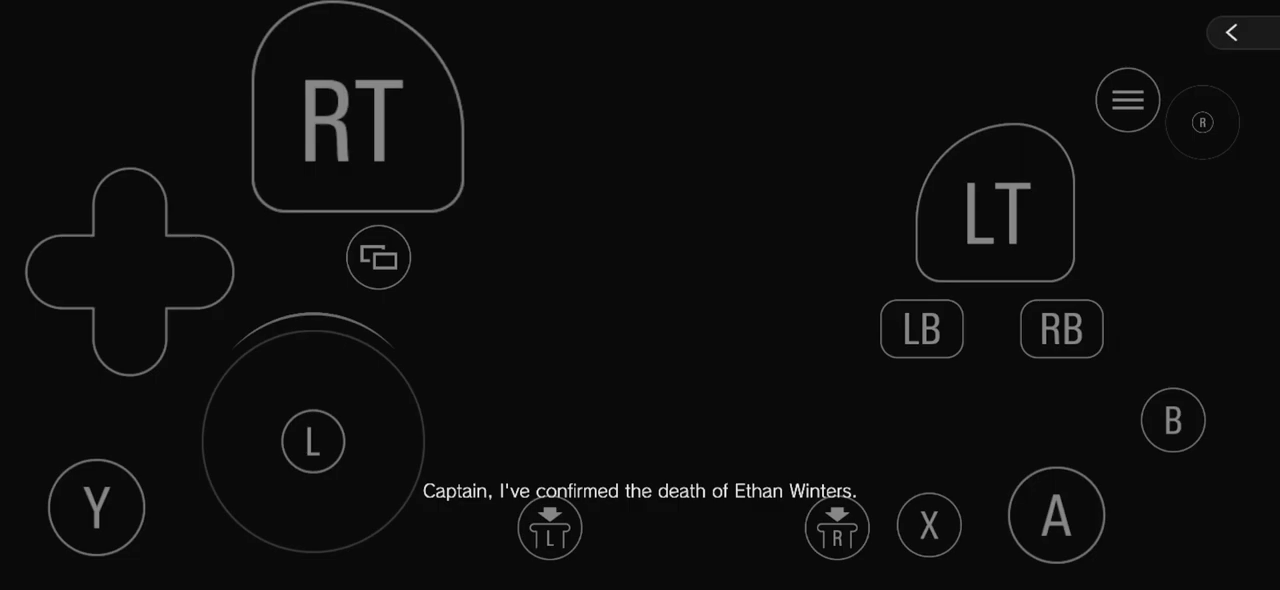 RT
R
LT
LB RB
B
L
Captain, I've confirmed the death of Ethan Winters.
Y
L
R
X
A